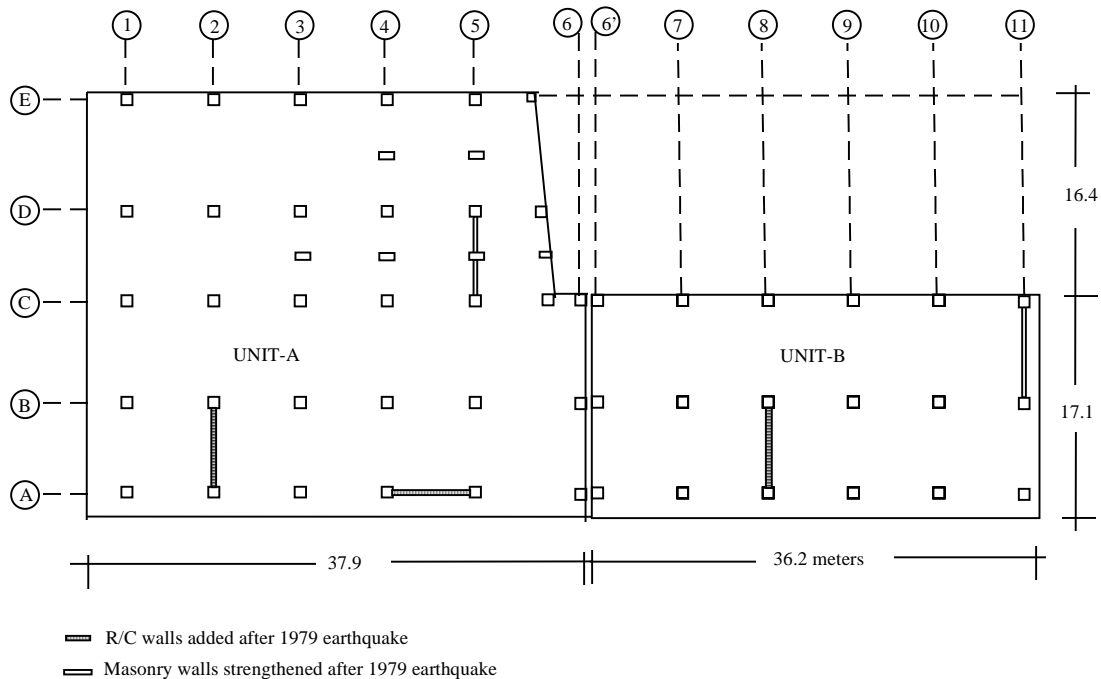 1 2 3 4 5 6 6' 7 8 9 10 11
E
D
16.4
C
UNIT-A UNIT-B
B
17.1
A
37.9 36.2 meters
R/C walls added after 1979 earthquake
Masonry walls strengthened after 1979 earthquake